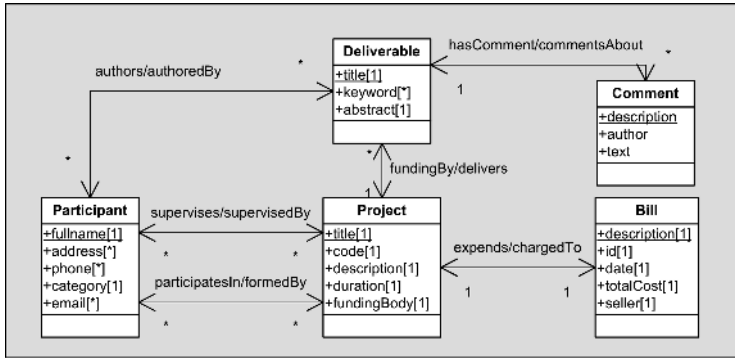 Deliverable
+title[1]
+keyword[*]
+abstract[1]
hasComment/commentsAbout
*
1
Comment
+description
+author
+text
authors/authoredBy
*
*
*
fundingBy/delivers
1
Participant
+fullname[1]
+address[*]
+phone[*]
+category[1]
+email[*]
supervises/supervisedBy
* *
participatesIn/formedBy
* *
Project
+title[1]
+code[1]
+description[1]
+duration[1]
+fundingBody[1]
expends/chargedTo
1 1
Bill
+description[1]
+id[1]
+date[1]
+totalCost[1]
+seller[1]